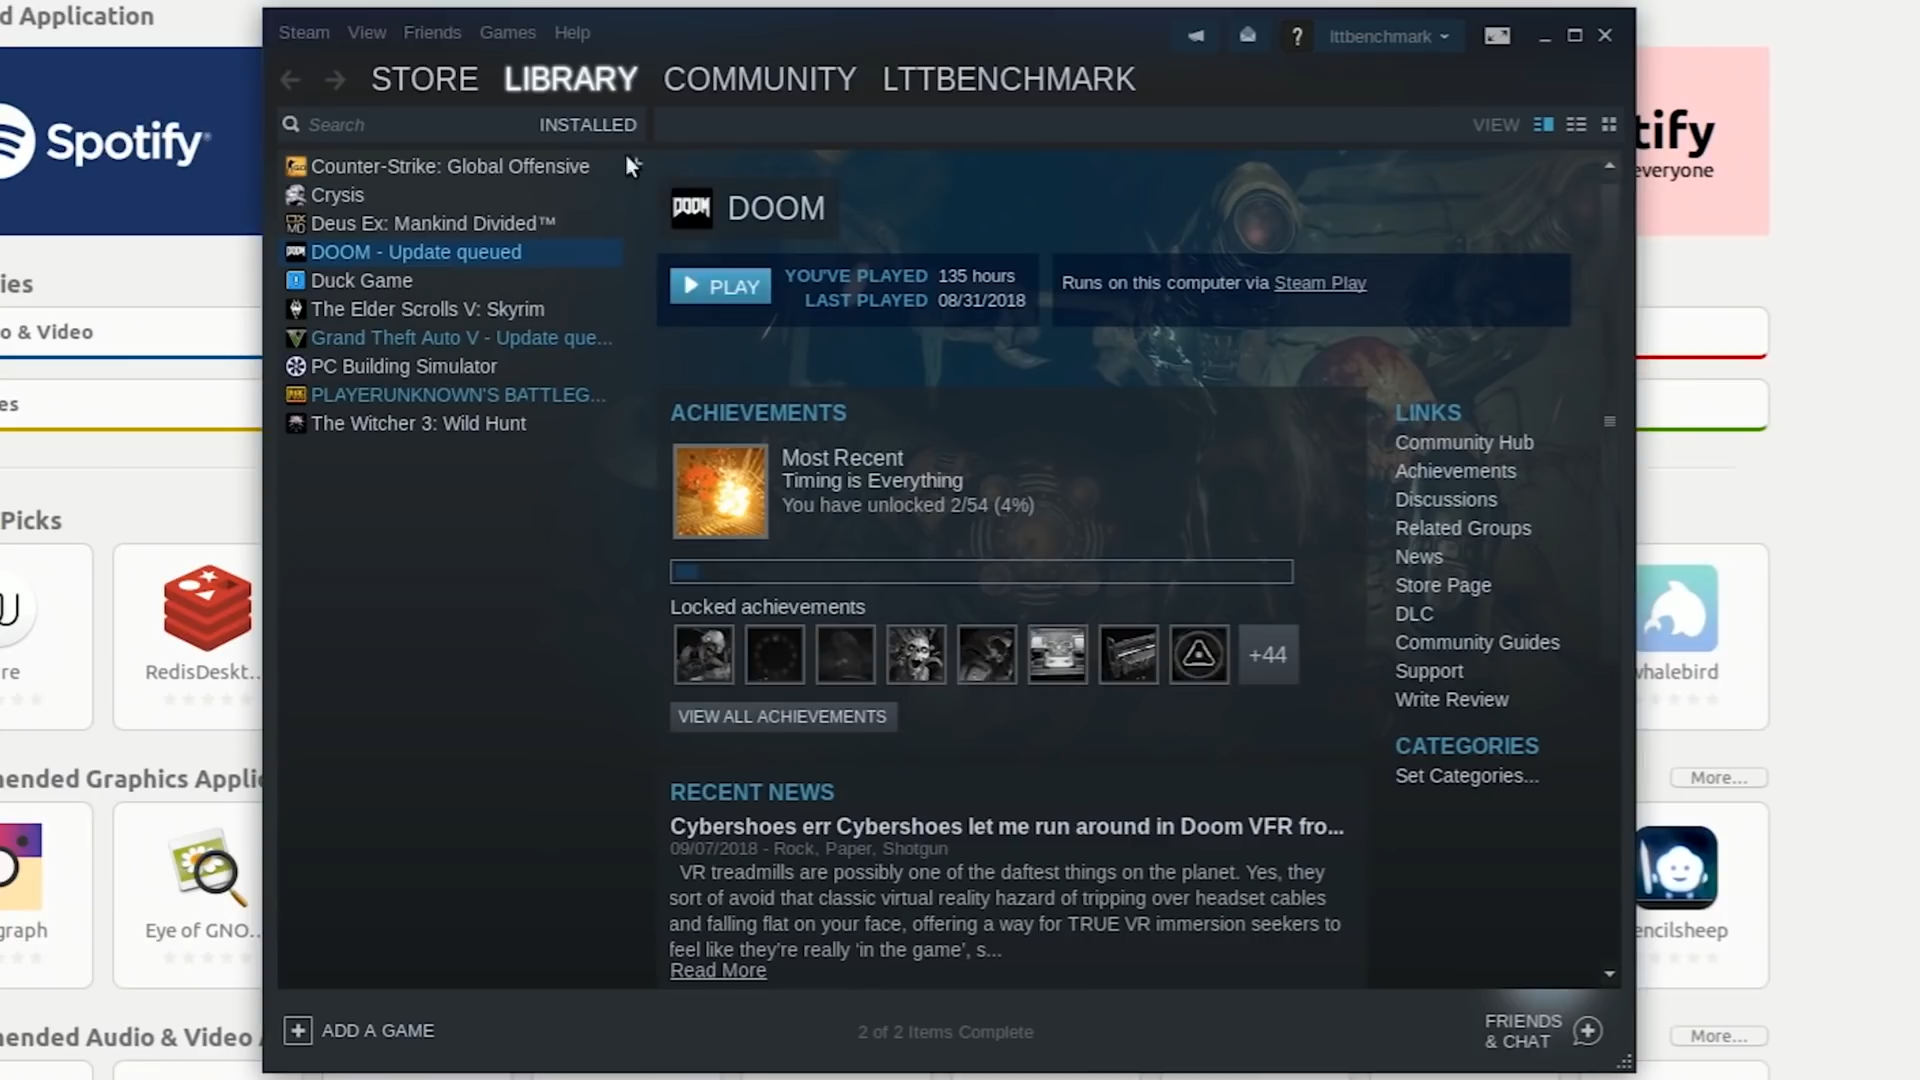 d Application
Spotify
tify
everyone
ies
o & Video
es
Picks
re
RedisDeskt...
whalebird
ended Graphics Applic
More...
graph
Eye of GNO...
encilsheep
ended Audio & Video A
More...
Steam View Friends Games Help
? lttbenchmark
STORE LIBRARY COMMUNITY LTTBENCHMARK
Search INSTALLED
VIEW
Counter-Strike: Global Offensive
Crysis
Deus Ex: Mankind Divided™
DOOM - Update queued
Duck Game
The Elder Scrolls V: Skyrim
Grand Theft Auto V - Update que...
PC Building Simulator
PLAYERUNKNOWN'S BATTLEG...
The Witcher 3: Wild Hunt
DOOM DOOM
PLAY
YOU'VE PLAYED 135 hours
LAST PLAYED 08/31/2018
Runs on this computer via Steam Play
ACHIEVEMENTS
Most Recent
Timing is Everything
You have unlocked 2/54 (4%)
Locked achievements
+44
VIEW ALL ACHIEVEMENTS
RECENT NEWS
Cybershoes err Cybershoes let me run around in Doom VFR fro...
09/07/2018 - Rock, Paper, Shotgun
VR treadmills are possibly one of the daftest things on the planet. Yes, they
sort of avoid that classic virtual reality hazard of tripping over headset cables
and falling flat on your face, offering a way for TRUE VR immersion seekers to
feel like they're really 'in the game', s...
Read More
LINKS
Community Hub
Achievements
Discussions
Related Groups
News
Store Page
DLC
Community Guides
Support
Write Review
CATEGORIES
Set Categories...
ADD A GAME
2 of 2 Items Complete
FRIENDS
& CHAT